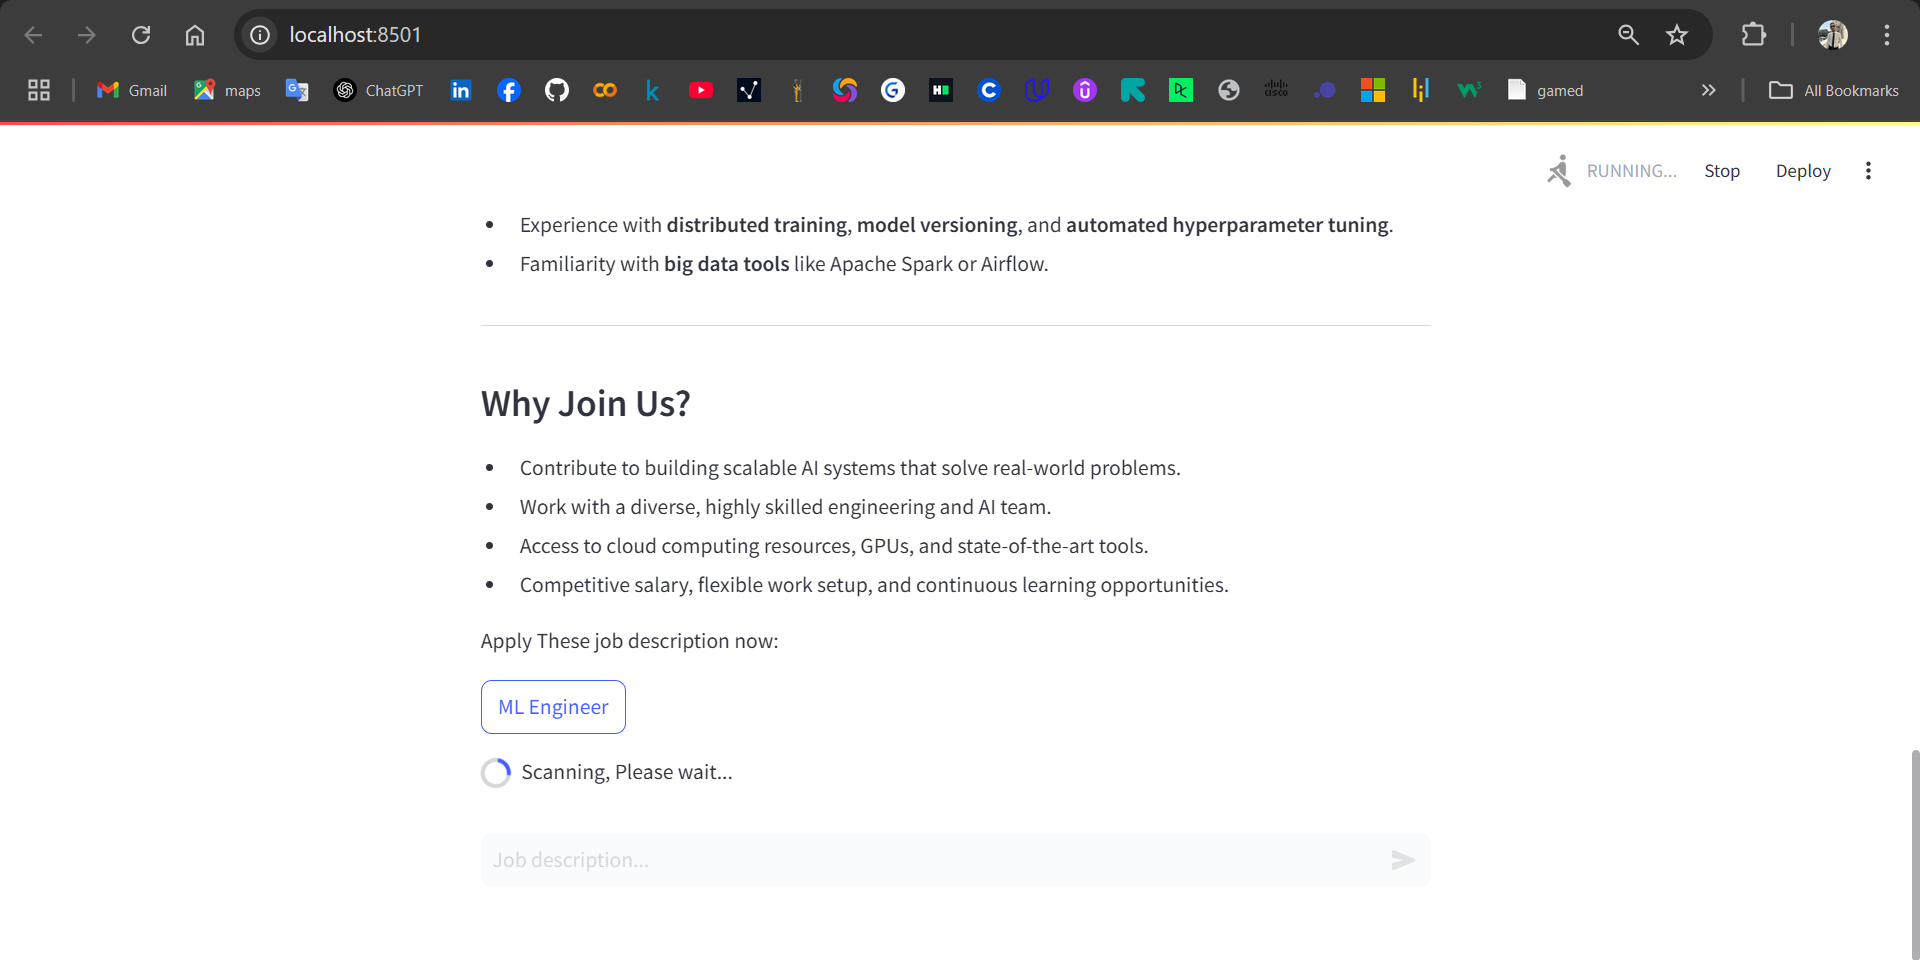 localhost:8501
Gmail
maps
ChatGPT
cisco
gamed
All Bookmarks
RUNNING...
Stop
Deploy
Experience with distributed training, model versioning, and automated hyperparameter tuning.
Familiarity with big data tools like Apache Spark or Airflow.
Why Join Us?
Contribute to building scalable AI systems that solve real-world problems.
Work with a diverse, highly skilled engineering and AI team.
Access to cloud computing resources, GPUs, and state-of-the-art tools.
Competitive salary, flexible work setup, and continuous learning opportunities.
Apply These job description now:
ML Engineer
Scanning, Please wait...
Job description...